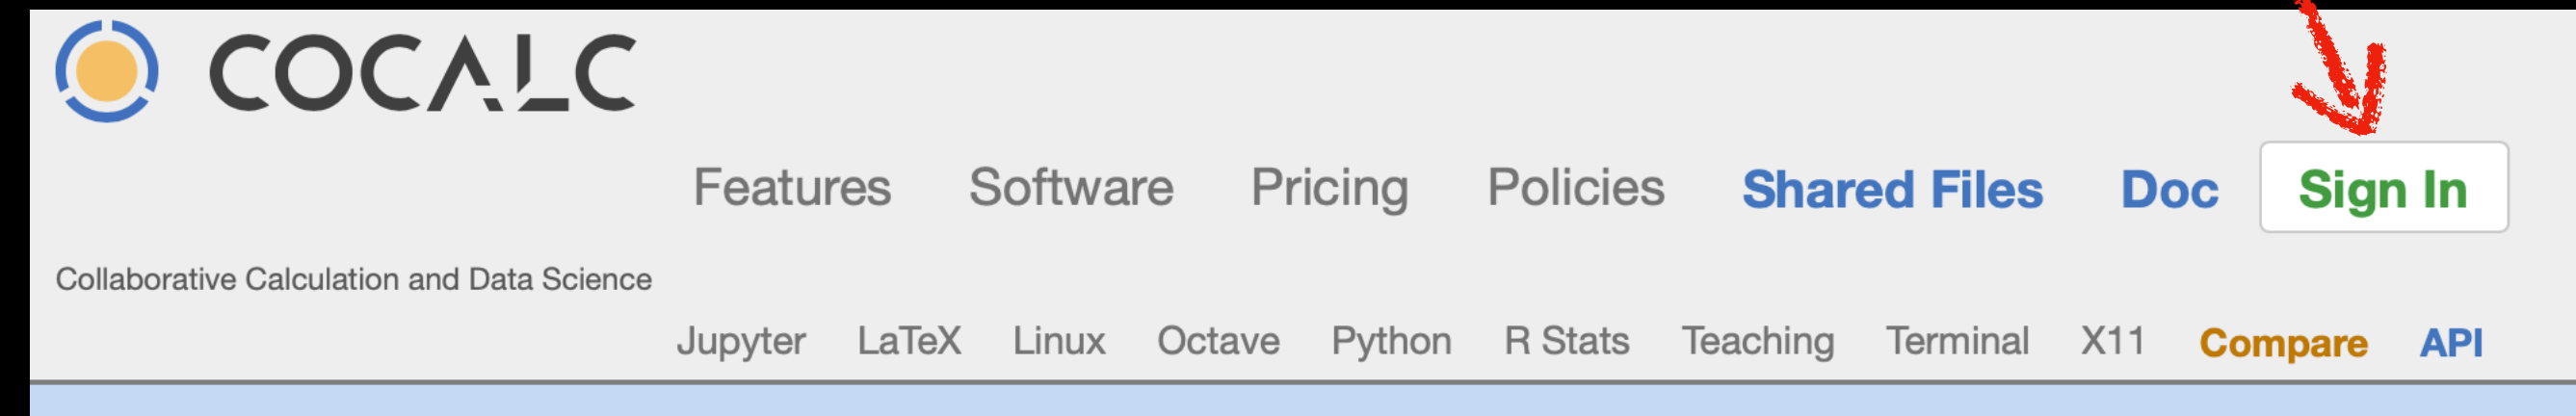 COCALC
Features Software Pricing Policies Shared Files Doc Sign In
Collaborative Calculation and Data Science
Jupyter LaTeX Linux Octave Python R Stats Teaching Terminal X11 Compare API